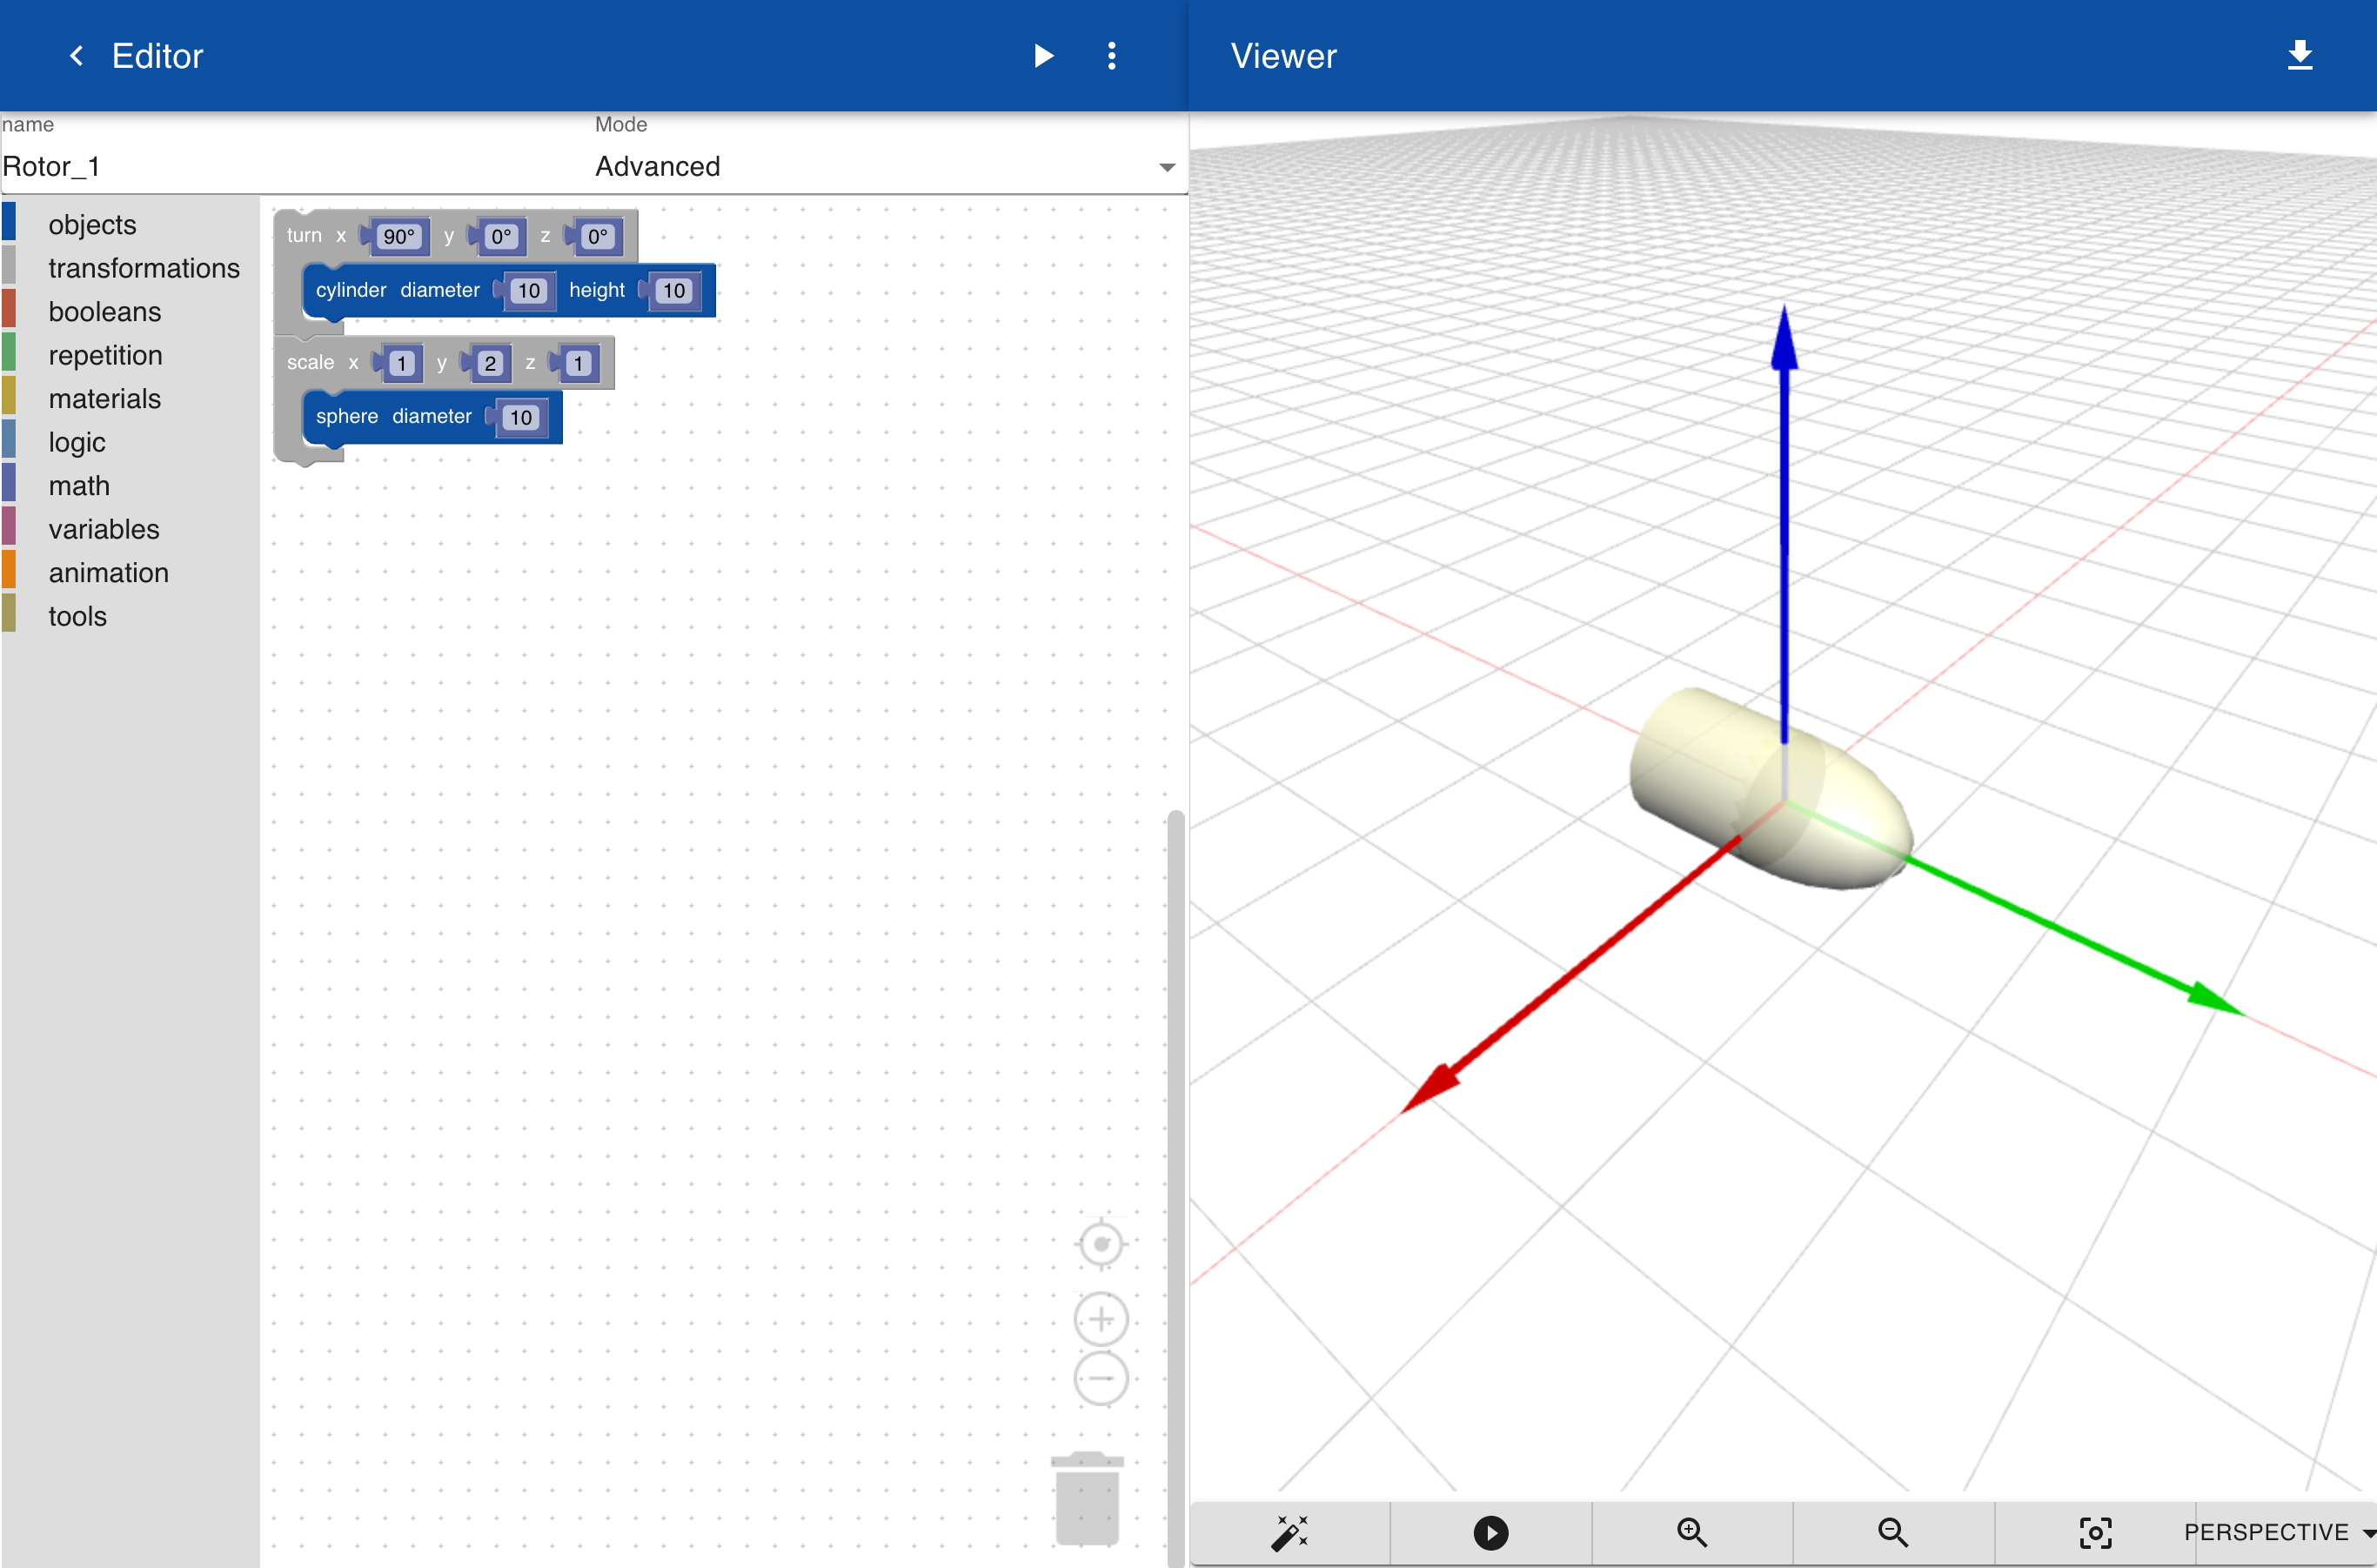 Editor
Viewer
name
Mode
Rotor_1
Advanced
objects
transformations
booleans
repetition
materials
logic
math
variables
animation
tools
turn x 90° y 0° z 0°
cylinder diameter 10 height 10
scale x 1 y 2 z 1
sphere diameter 10
PERSPECTIVE